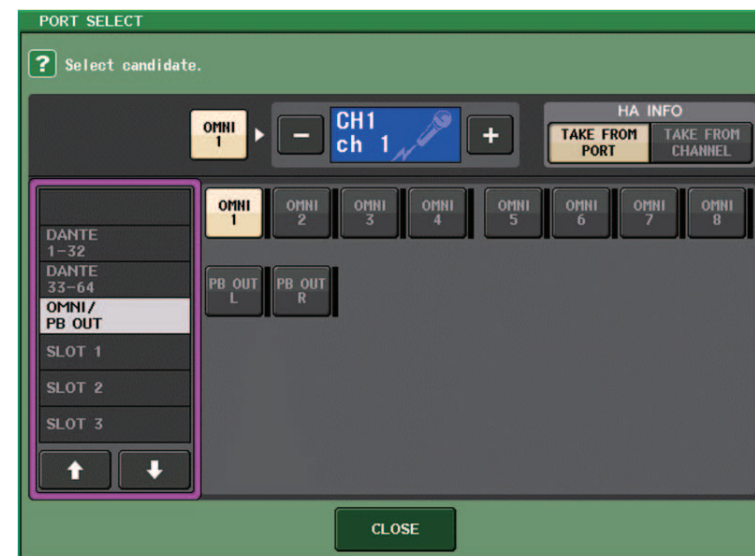 PORT SELECT
? Select candidate.
HA INFO
OMNI
1
−
CH1
ch 1
+
TAKE FROM
PORT
TAKE FROM
CHANNEL
DANTE
1-32
DANTE
33-64
OMNI/
PB OUT
SLOT 1
SLOT 2
SLOT 3
OMNI
1
OMNI
2
OMNI
3
OMNI
4
OMNI
5
OMNI
6
OMNI
7
OMNI
8
PB OUT
L
PB OUT
R
CLOSE